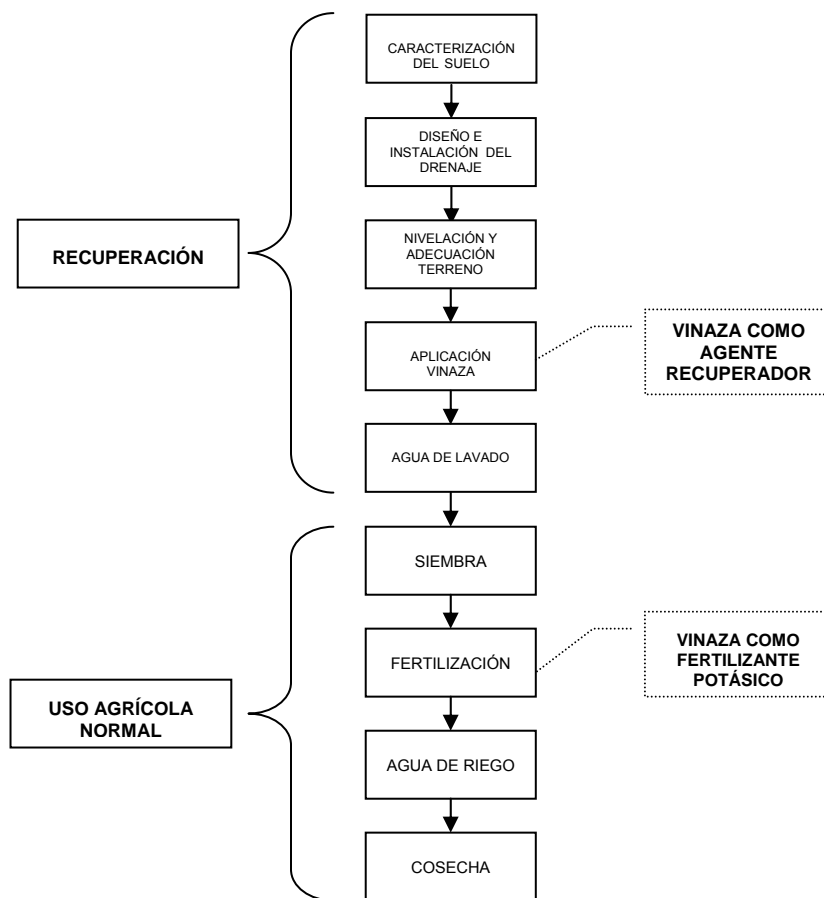 CARACTERIZACIÓN
DEL SUELO
DISEÑO E
INSTALACIÓN DEL
DRENAJE
RECUPERACIÓN
NIVELACIÓN Y
ADECUACIÓN
TERRENO
APLICACIÓN
VINAZA
VINAZA COMO
AGENTE
RECUPERADOR
AGUA DE LAVADO
SIEMBRA
FERTILIZACIÓN
VINAZA COMO
FERTILIZANTE
POTÁSICO
USO AGRÍCOLA
NORMAL
AGUA DE RIEGO
COSECHA